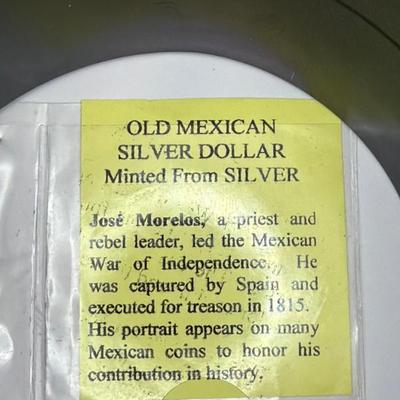 OLD MEXICAN
SILVER DOLLAR
Minted From SILVER
José Morelos, a priest and
rebel leader, led the Mexican
War of Independence. He
was captured by Spain and
executed for treason in 1815.
His portrait appears on many
Mexican coins to honor his
contribution in history.